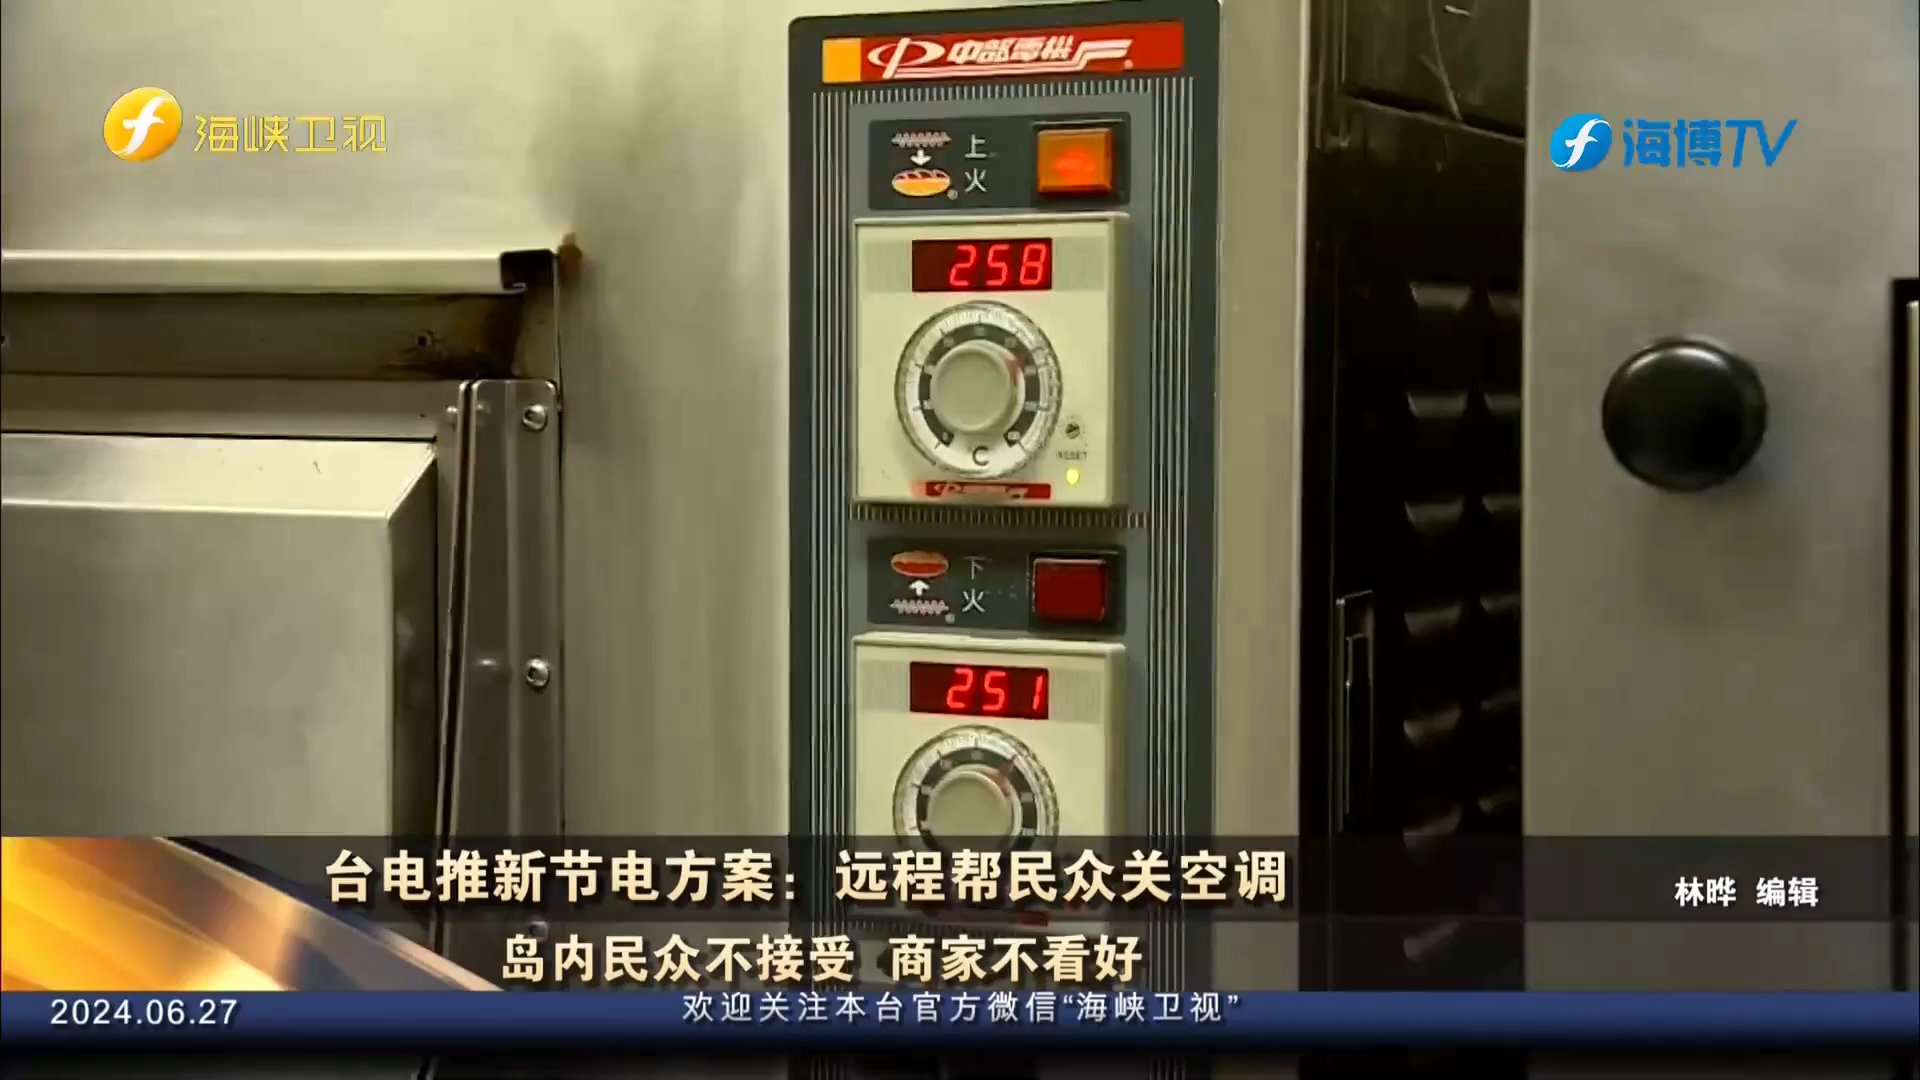 中部電機厂
海峡卫视
海博TV
上
火
258
°C
RESET
下
火
251
台电推新节电方案：远程帮民众关空调
林晔 编辑
岛内民众不接受 商家不看好
2024.06.27
欢迎关注本台官方微信“海峡卫视”